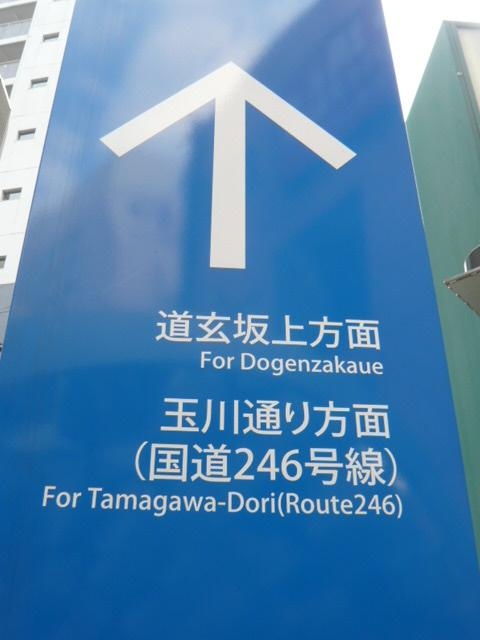 道玄坂上方面
For Dogenzakaue
玉川通り方面
（国道246号線）
For Tamagawa-Dori(Route246)